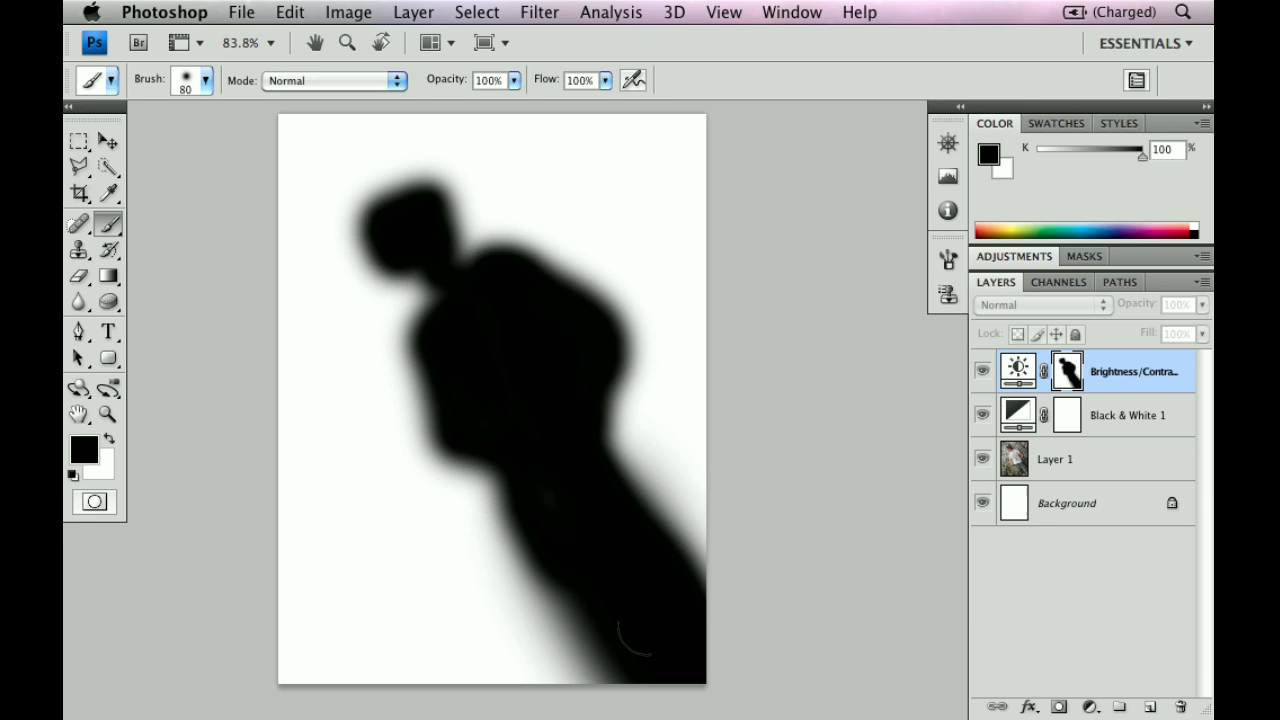 Photoshop File Edit Image Layer Select Filter Analysis 3D View Window Help (Charged)
Ps Br 83.8% ESSENTIALS
Brush: 80 Mode: Normal Opacity: 100% Flow: 100%
COLOR SWATCHES STYLES
K 100 %
ADJUSTMENTS MASKS
LAYERS CHANNELS PATHS
Normal Opacity: 100%
Lock: Fill: 100%
Brightness/Contra...
Black & White 1
Layer 1
Background